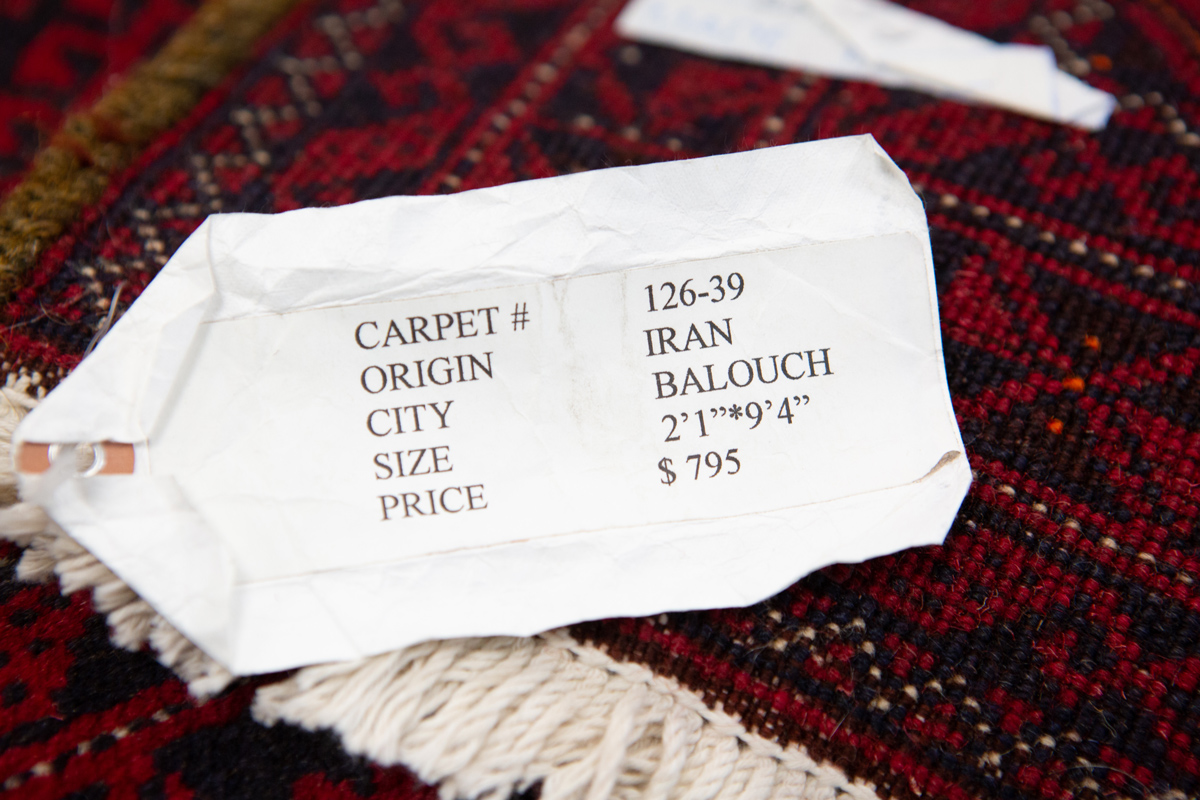 CARPET # 126-39
ORIGIN IRAN
CITY BALOUCH
SIZE 2’1”*9’4”
PRICE $ 795